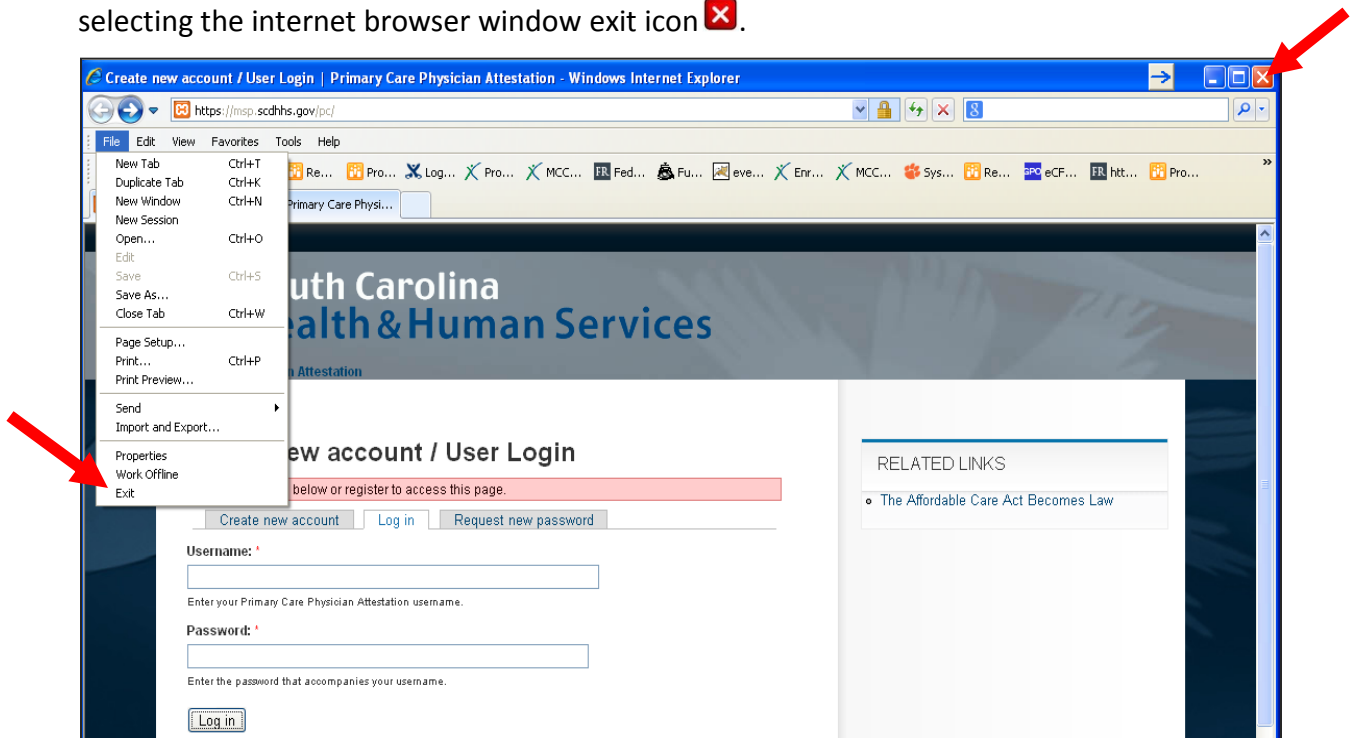 selecting the internet browser window exit icon .
Create new account / User Login | Primary Care Physician Attestation - Windows Internet Explorer
https://msp.scdhhs.gov/pc/
File Edit View Favorites Tools Help
Re... Pro... Log... Pro... MCC... FR Fed... Fu... eve... Enr... MCC... Sys... Re... GPO eCF... FR htt... Pro... »
Primary Care Physi...
New Tab Ctrl+T
Duplicate Tab Ctrl+K
New Window Ctrl+N
New Session
Open... Ctrl+O
Edit
Save Ctrl+S
Save As...
Close Tab Ctrl+W
Page Setup...
Print... Ctrl+P
Print Preview...
Send
Import and Export...
Properties
Work Offline
Exit
uth Carolina
ealth & Human Services
n Attestation
ew account / User Login
below or register to access this page.
Create new account Log in Request new password
Username: *
Enter your Primary Care Physician Attestation username.
Password: *
Enter the password that accompanies your username.
Log in
RELATED LINKS
The Affordable Care Act Becomes Law